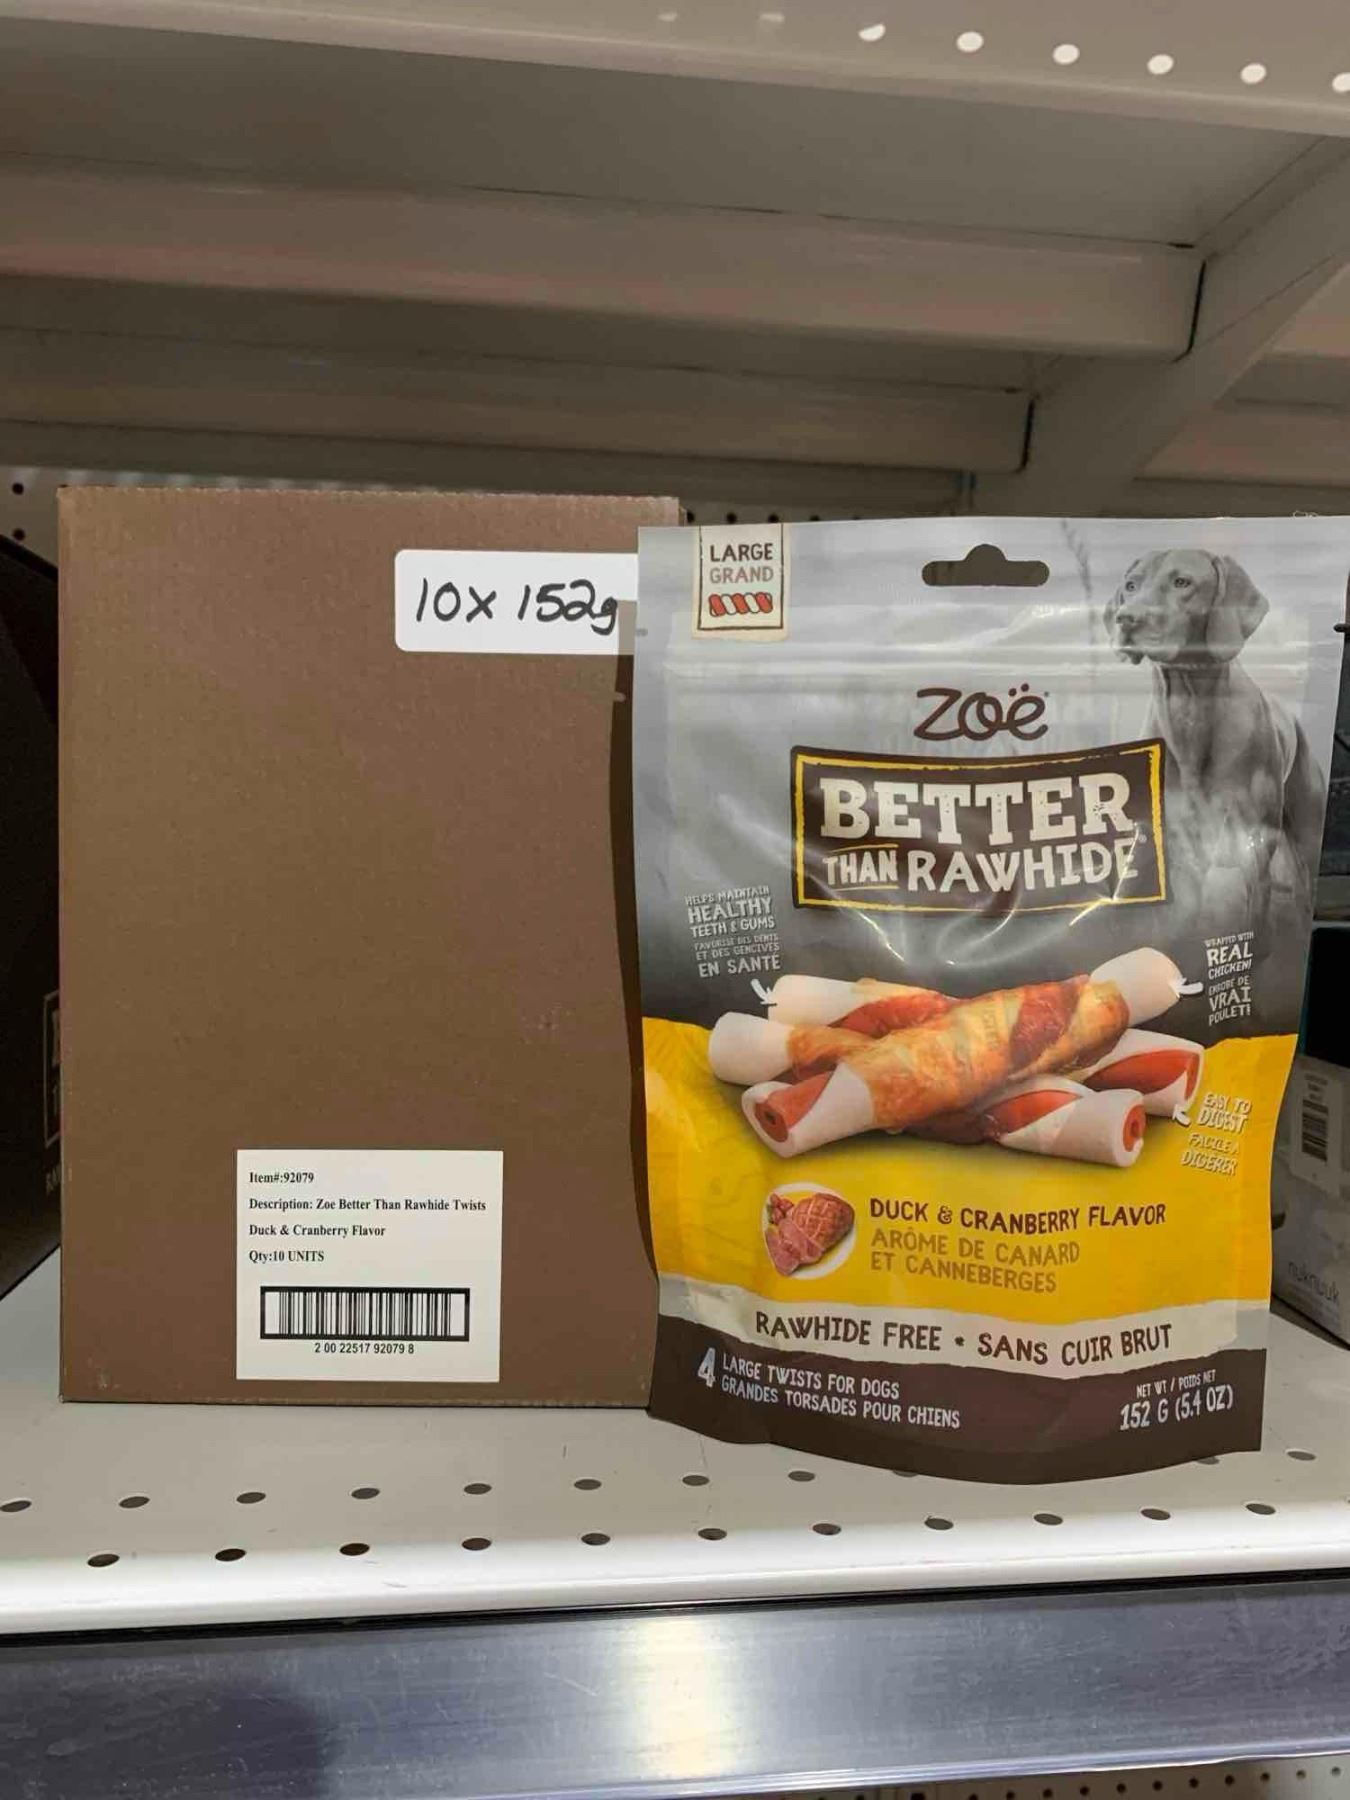 10x 152g
Item#:92079
Description: Zoe Better Than Rawhide Twists
Duck & Cranberry Flavor
Qty:10 UNITS
2 00 22517 92079 8
LARGE
GRAND
Zoë
BETTER
THAN RAWHIDE®
HELPS MAINTAIN
HEALTHY
TEETH & GUMS
FAVORISE DES DENTS
ET DES GENCIVES
EN SANTÉ
WRAPPED WITH
REAL
CHICKEN!
ENROBÉ DE
VRAI
POULET!
EASY TO
DIGEST
FACILE À
DIGÉRER
DUCK & CRANBERRY FLAVOR
ARÔME DE CANARD
ET CANNEBERGES
RAWHIDE FREE • SANS CUIR BRUT
4 LARGE TWISTS FOR DOGS
GRANDES TORSADES POUR CHIENS
NET WT / POIDS NET
152 G (5.4 OZ)
nuknuuk